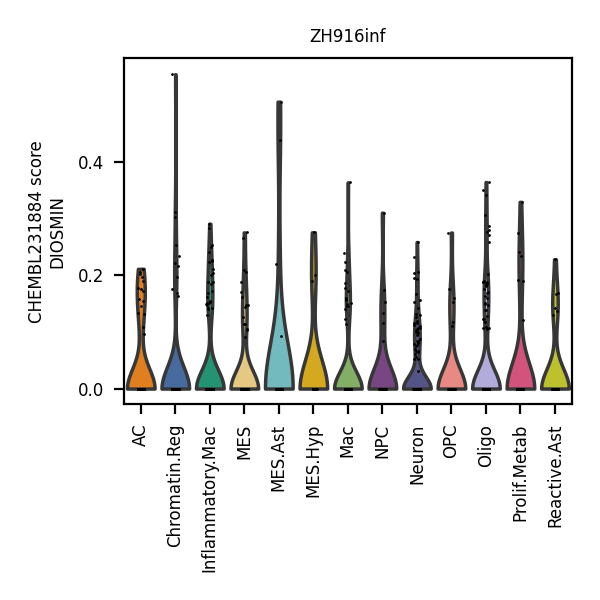 ZH916inf
CHEMBL231884 score
DIOSMIN
0.4
0.2
0.0
AC
Chromatin.Reg
Inflammatory.Mac
MES
MES.Ast
MES.Hyp
Mac
NPC
Neuron
OPC
Oligo
Prolif.Metab
Reactive.Ast